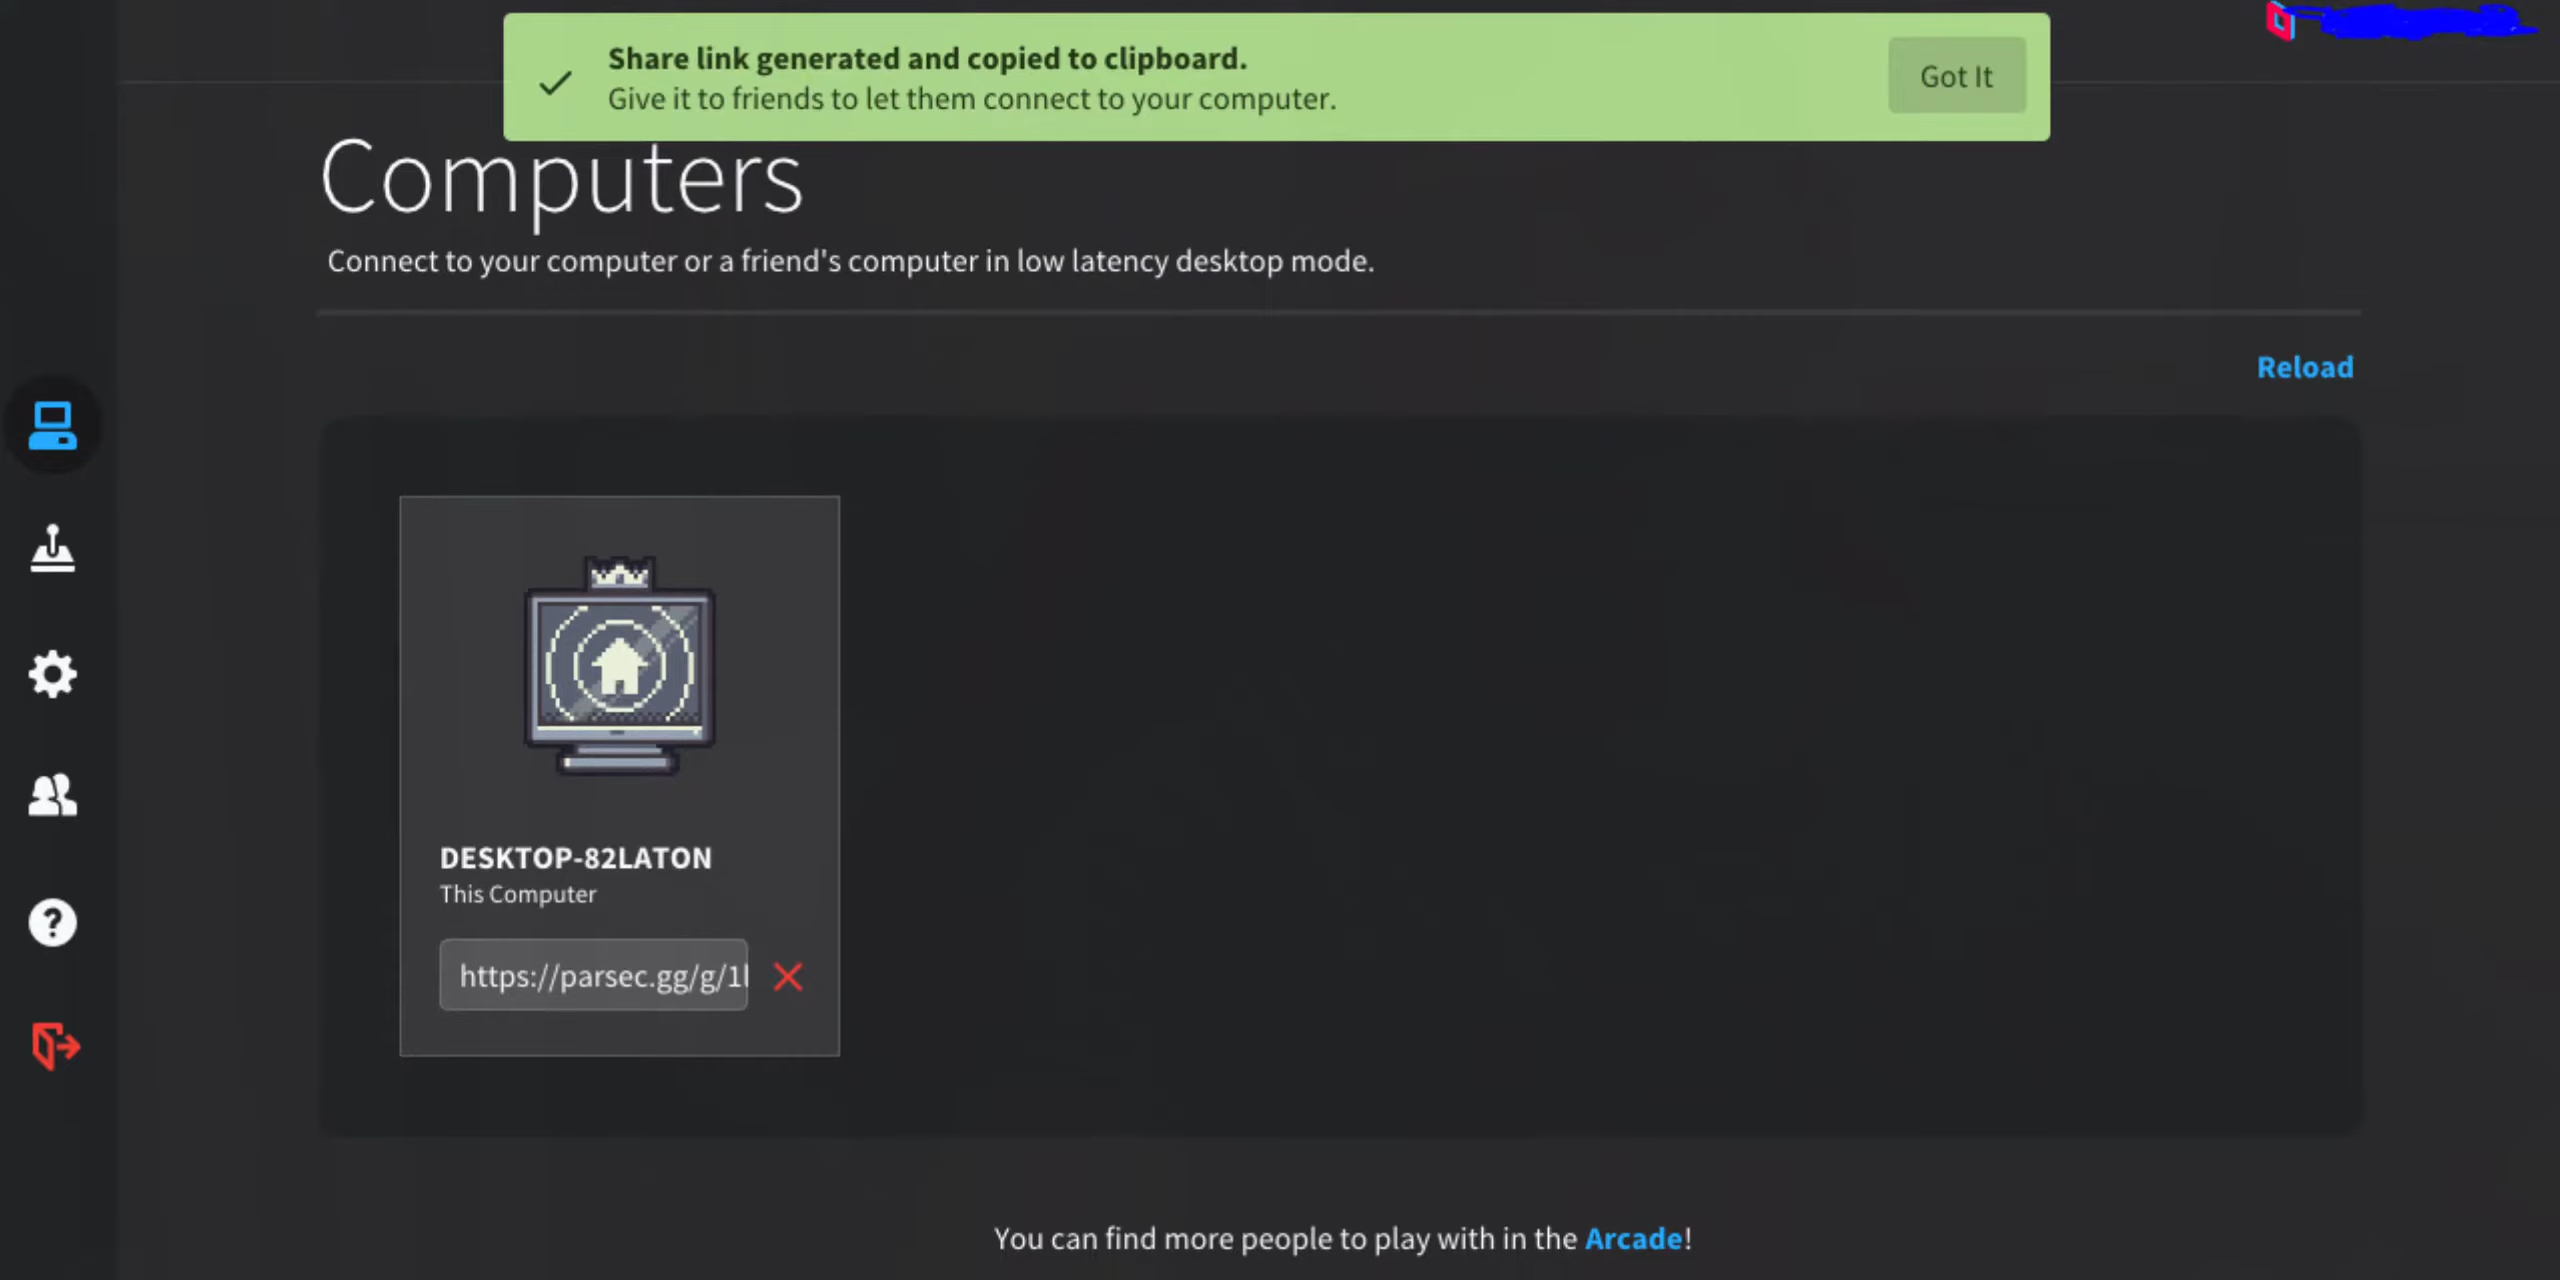 Share link generated and copied to clipboard.
Give it to friends to let them connect to your computer.
Got It
Computers
Connect to your computer or a friend's computer in low latency desktop mode.
Reload
DESKTOP-82LATON
This Computer
https://parsec.gg/g/1
You can find more people to play with in the Arcade!